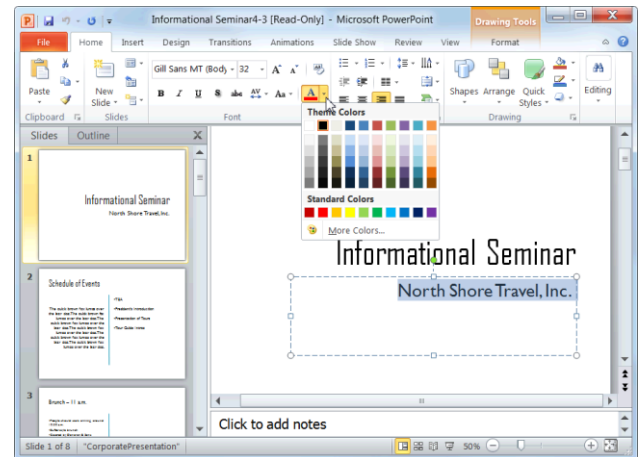 Informational Seminar4-3 [Read-Only] - Microsoft PowerPoint
Drawing Tools
File Home Insert Design Transitions Animations Slide Show Review View Format
Gill Sans MT (Body) 32
Paste
New Slide
B I U S abc AV Aa A
Shapes Arrange Quick Styles
Editing
Clipboard Slides Font Drawing
Theme Colors
Standard Colors
More Colors...
Slides Outline
1
Informational Seminar
North Shore Travel, Inc.
2
Schedule of Events
3
Brunch – 11 a.m.
Informational Seminar
North Shore Travel, Inc.
Click to add notes
Slide 1 of 8 "CorporatePresentation" 50%